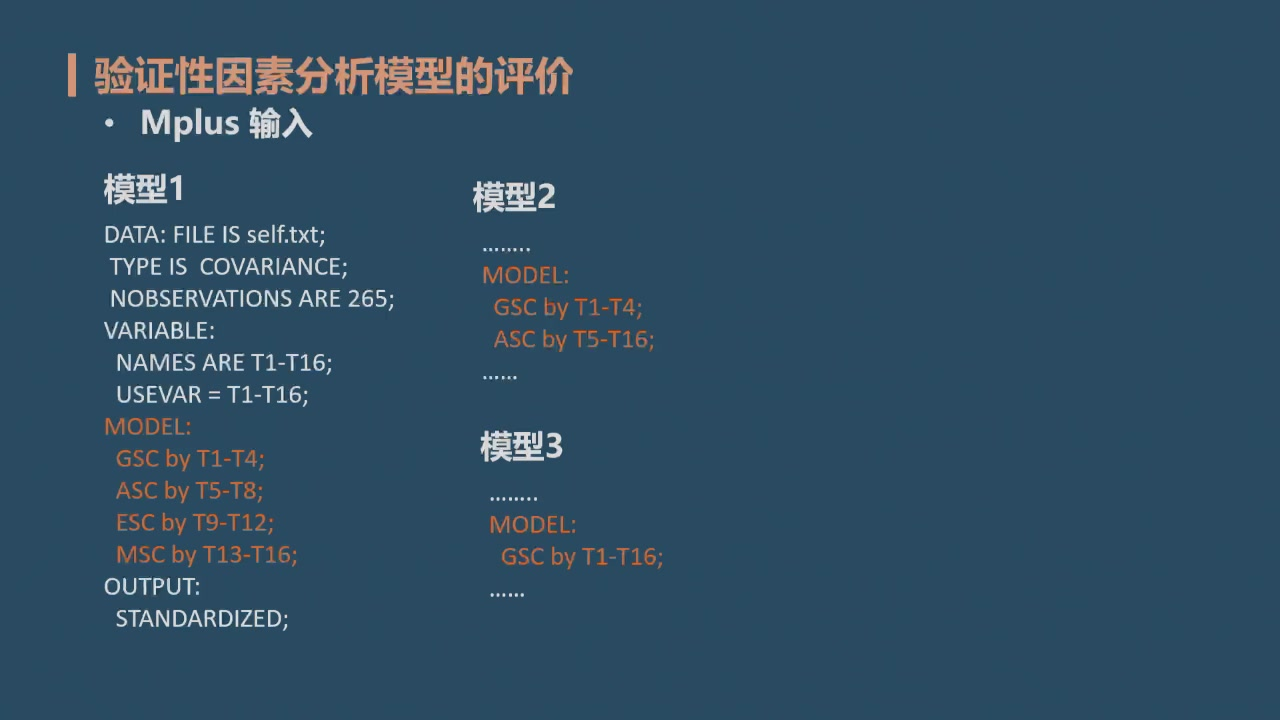 验证性因素分析模型的评价
• Mplus 输入
模型1
DATA: FILE IS self.txt;
TYPE IS  COVARIANCE;
NOBSERVATIONS ARE 265;
VARIABLE:
NAMES ARE T1-T16;
USEVAR = T1-T16;
MODEL:
GSC by T1-T4;
ASC by T5-T8;
ESC by T9-T12;
MSC by T13-T16;
OUTPUT:
STANDARDIZED;
模型2
........
MODEL:
GSC by T1-T4;
ASC by T5-T16;
......
模型3
........
MODEL:
GSC by T1-T16;
......